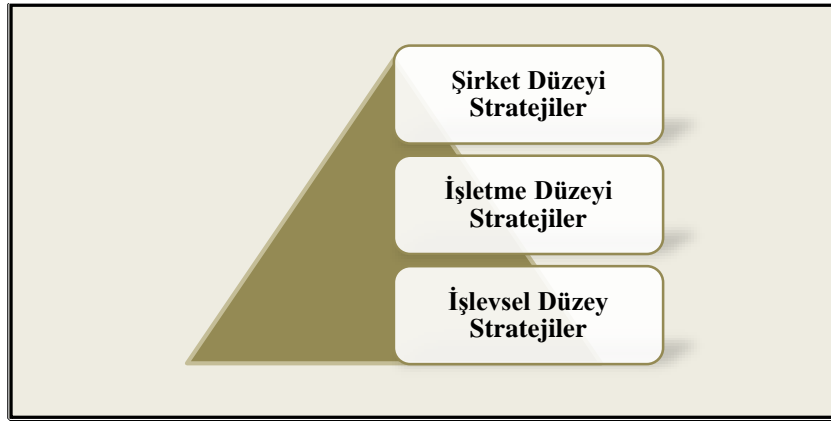 Şirket Düzeyi
Stratejiler
İşletme Düzeyi
Stratejiler
İşlevsel Düzey
Stratejiler